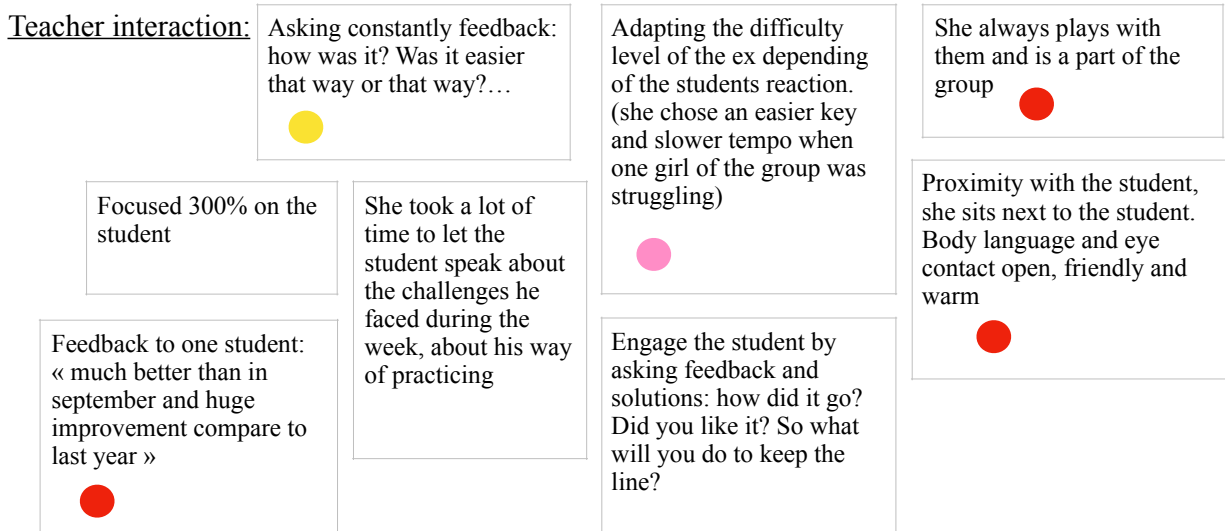 Teacher interaction:
Asking constantly feedback:
how was it? Was it easier
that way or that way?…
Adapting the difficulty
level of the ex depending
of the students reaction.
(she chose an easier key
and slower tempo when
one girl of the group was
struggling)
She always plays with
them and is a part of the
group
Focused 300% on the
student
She took a lot of
time to let the
student speak about
the challenges he
faced during the
week, about his way
of practicing
Proximity with the student,
she sits next to the student.
Body language and eye
contact open, friendly and
warm
Feedback to one student:
« much better than in
september and huge
improvement compare to
last year »
Engage the student by
asking feedback and
solutions: how did it go?
Did you like it? So what
will you do to keep the
line?